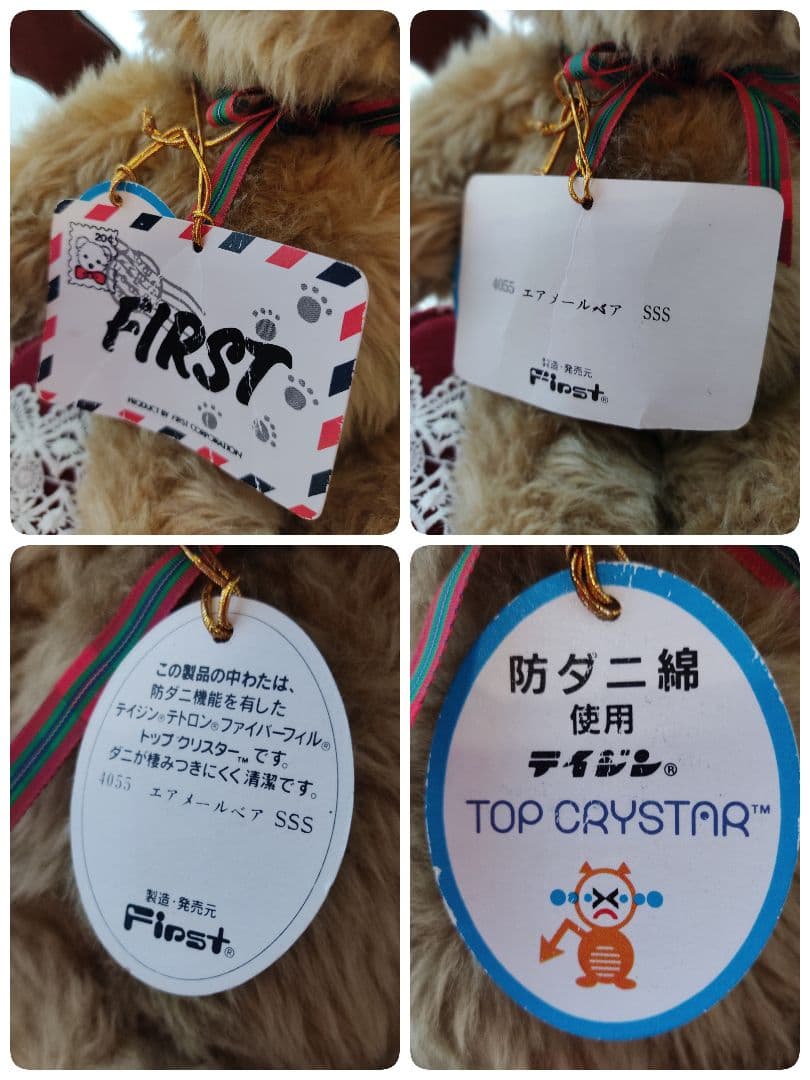 20¢
FIRST
PRODUCE BY FIRST CORPORATION
4055 エアメールベア SSS
製造・発売元
First®
この製品の中わたは、
防ダニ機能を有した
テイジン®テトロン®ファイバーフィル®
トップ クリスター™です。
ダニが棲みつきにくく清潔です。
4055 エアメールベア SSS
製造・発売元
First®
防ダニ綿
使用
テイジン®
TOP CRYSTAR™